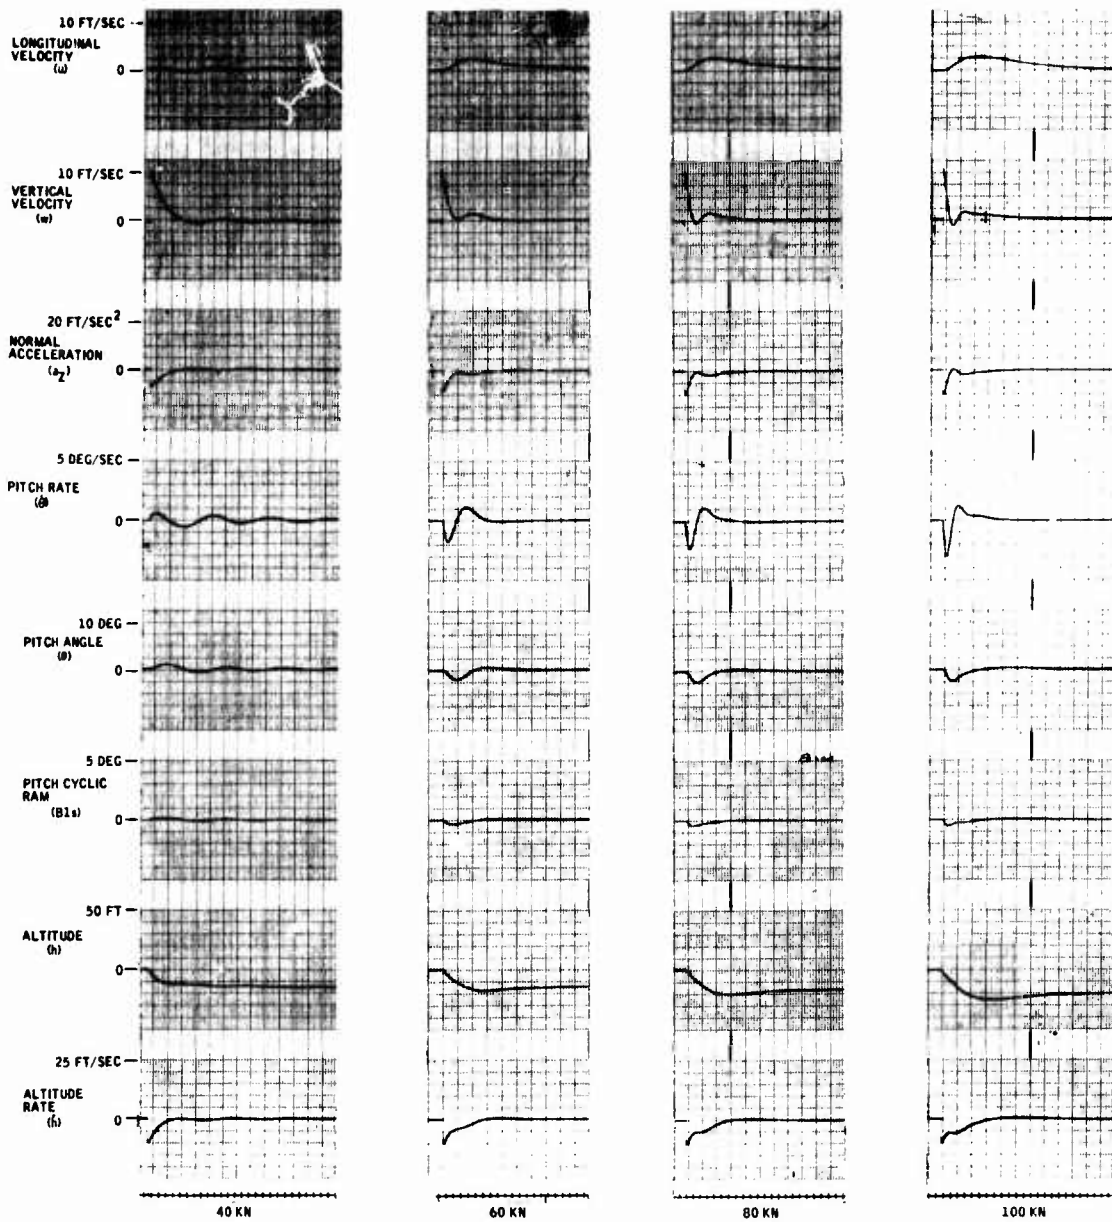 10 FT/SEC
LONGITUDINAL
VELOCITY
(u)
0
10 FT/SEC
VERTICAL
VELOCITY
(w)
0
20 FT/SEC²
NORMAL
ACCELERATION
(aZ)
0
5 DEG/SEC
PITCH RATE
(θ̇)
0
10 DEG
PITCH ANGLE
(θ)
0
5 DEG
PITCH CYCLIC
RAM
(B1s)
0
50 FT
ALTITUDE
(h)
0
25 FT/SEC
ALTITUDE
RATE
(ḣ)
0
40 KN
60 KN
80 KN
100 KN